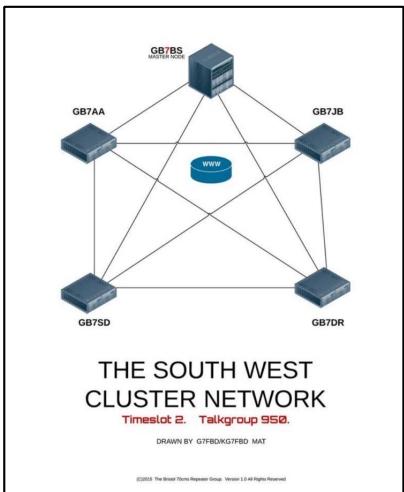 GB7BS
MASTER NODE
GB7AA
GB7JB
WWW
GB7SD
GB7DR
THE SOUTH WEST
CLUSTER NETWORK
Timeslot 2. Talkgroup 950.
DRAWN BY G7FBD/KG7FBD MAT
(C)2015 The Bristol 70cms Repeater Group. Version 1.0 All Rights Reserved